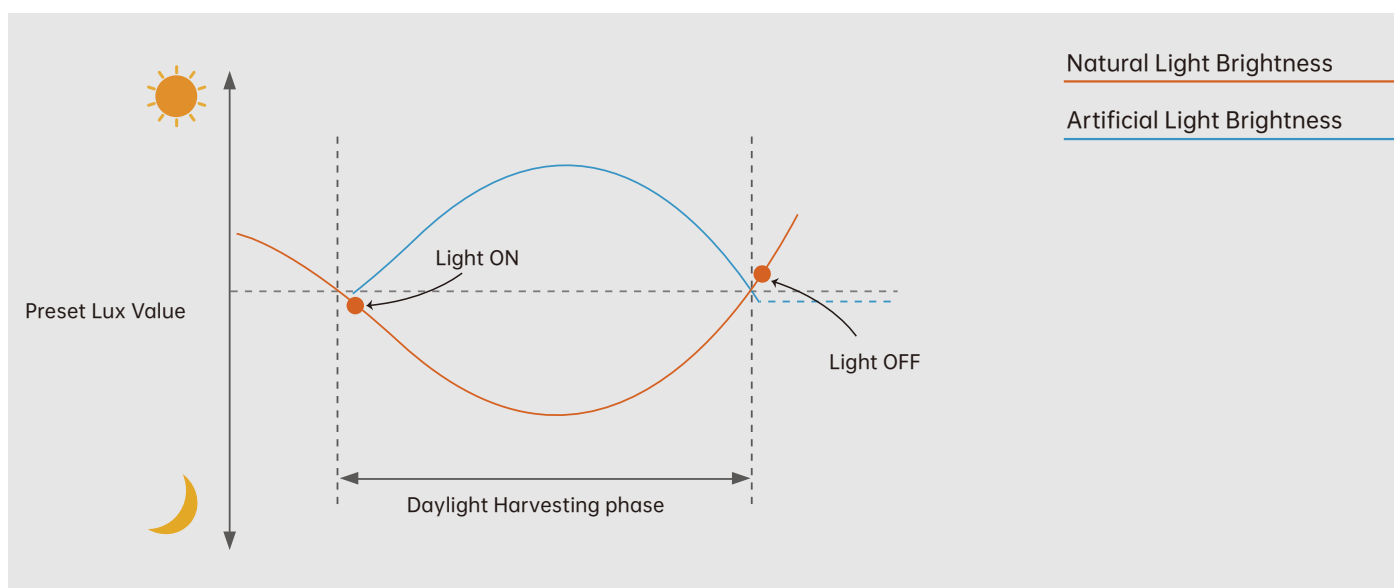 Natural Light Brightness
Artificial Light Brightness
Light ON
Preset Lux Value
Light OFF
Daylight Harvesting phase